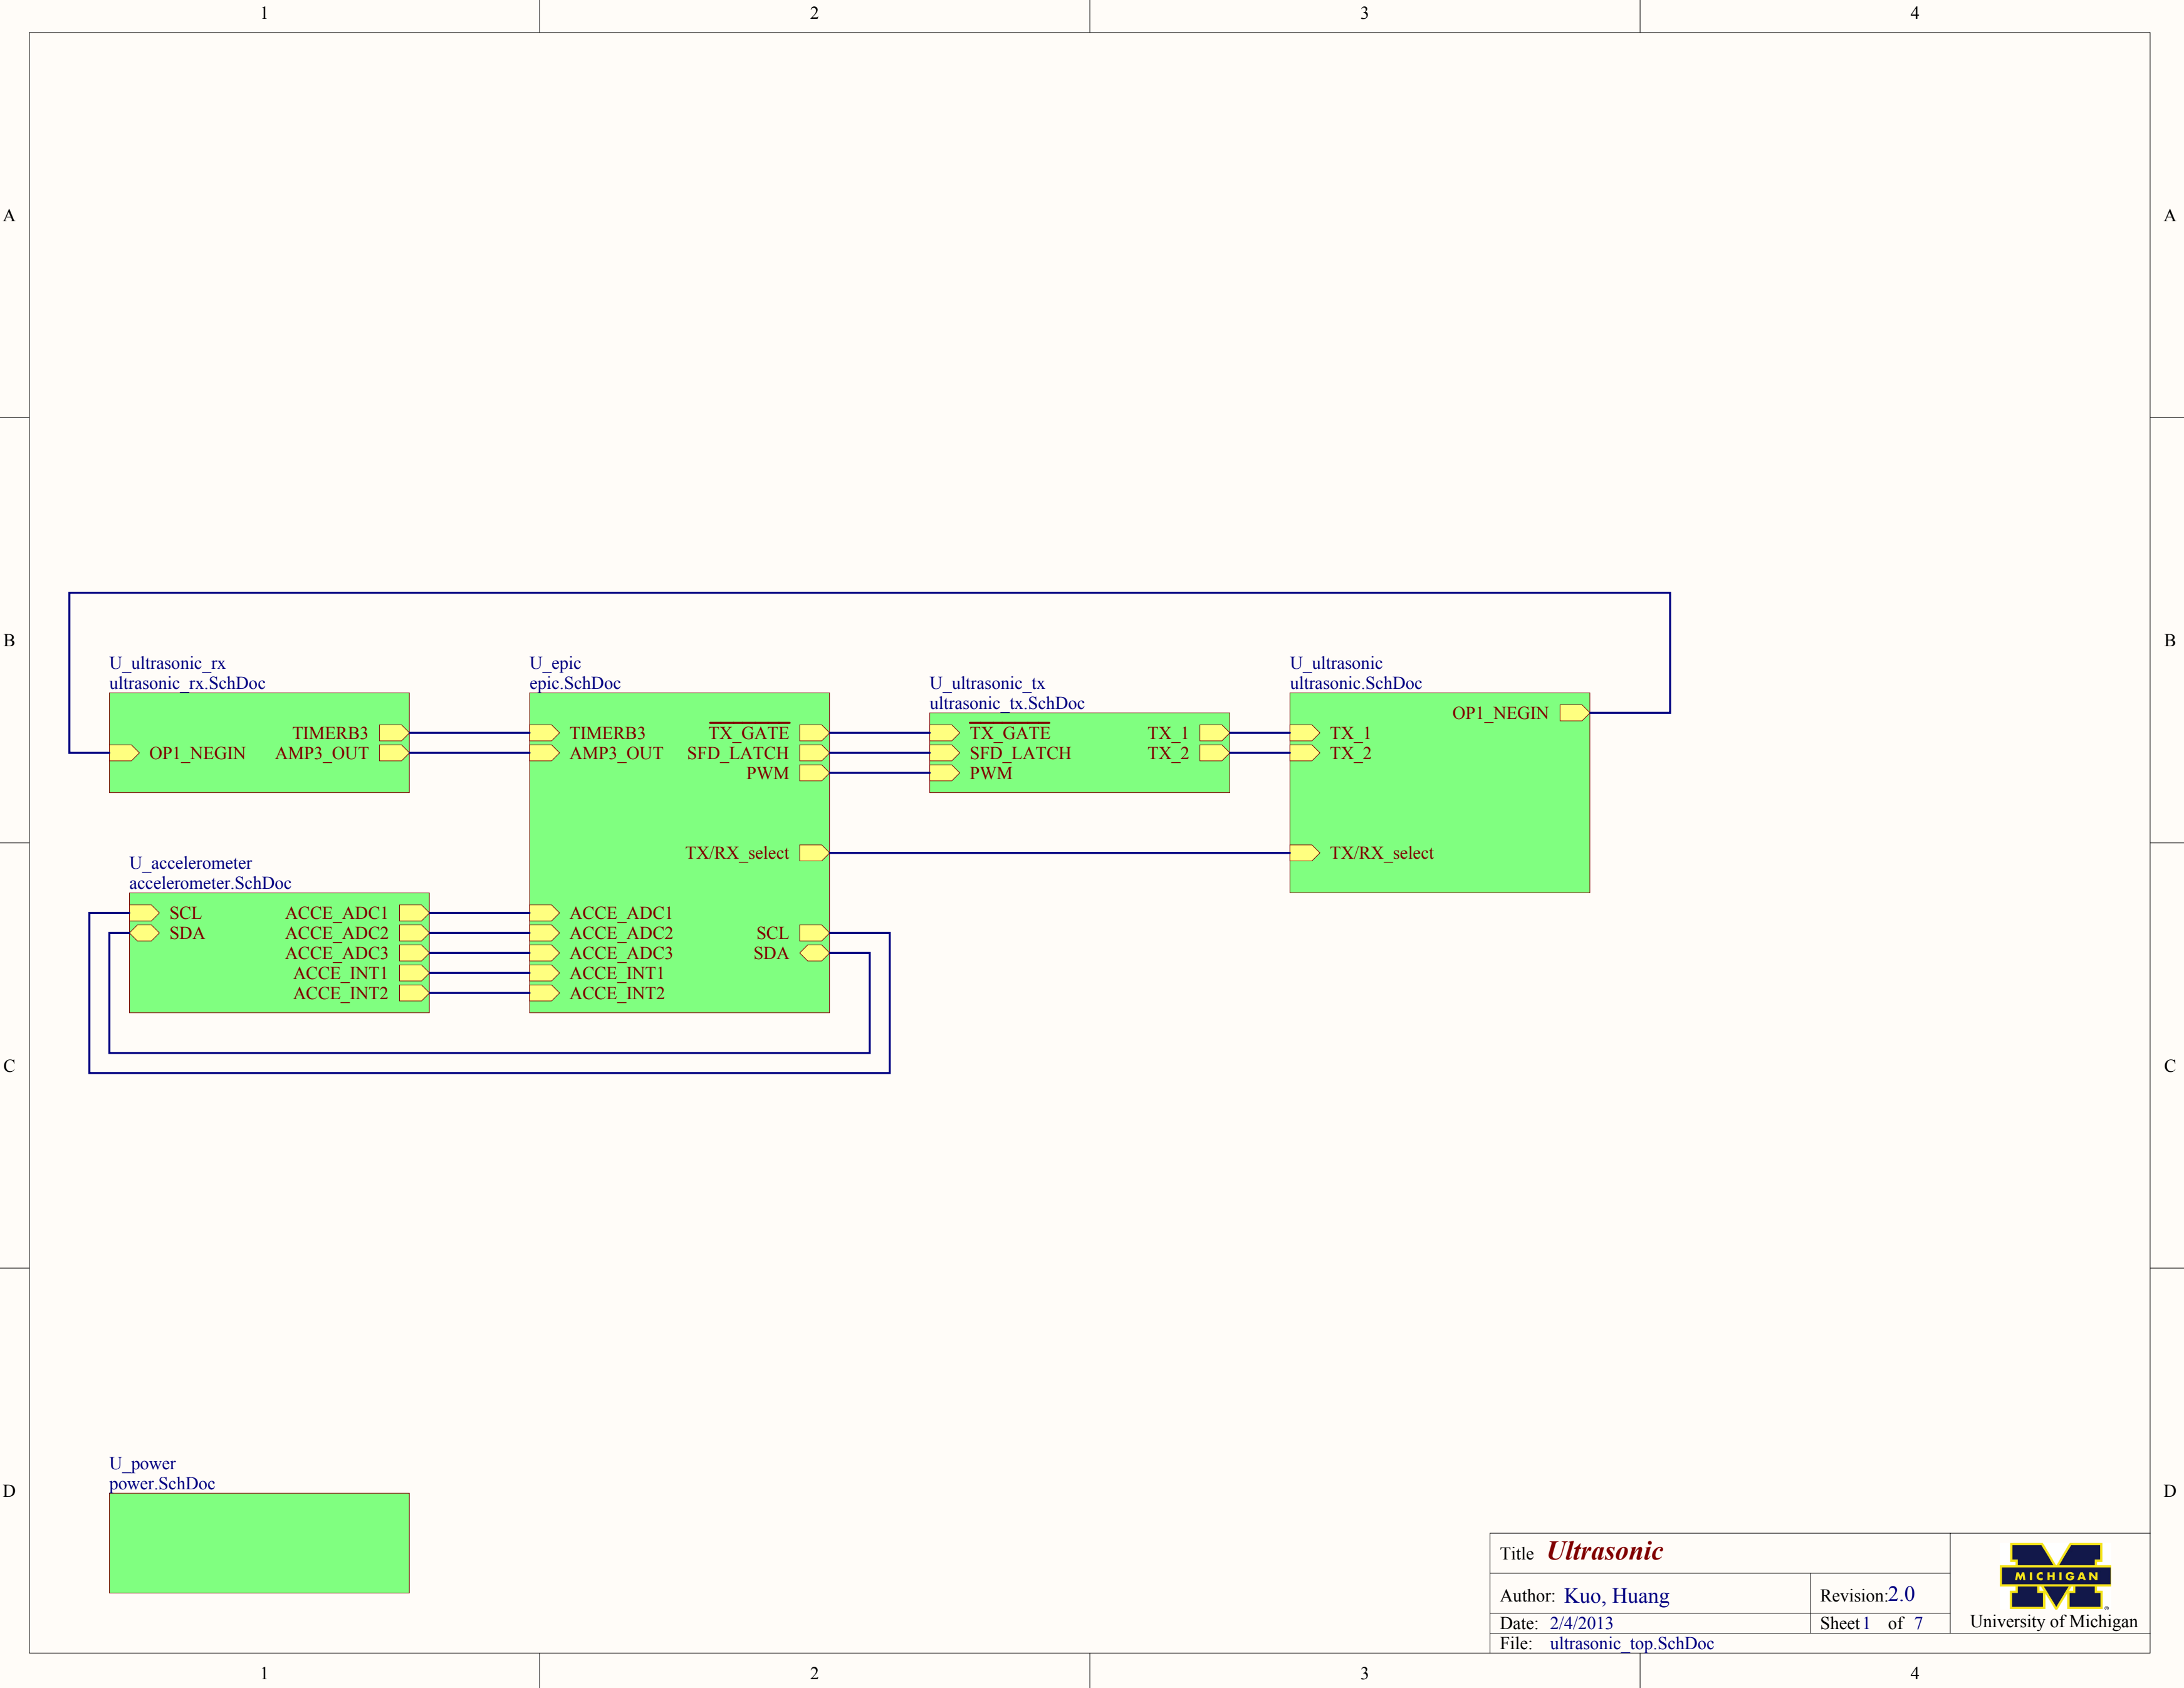 1 2 3 4
A A
B B
U_ultrasonic_rx
ultrasonic_rx.SchDoc
TIMERB3
OP1_NEGIN AMP3_OUT
U_epic
epic.SchDoc
TIMERB3 TX_GATE
AMP3_OUT SFD_LATCH
PWM
TX/RX_select
ACCE_ADC1
ACCE_ADC2 SCL
ACCE_ADC3 SDA
ACCE_INT1
ACCE_INT2
U_ultrasonic_tx
ultrasonic_tx.SchDoc
TX_GATE TX_1
SFD_LATCH TX_2
PWM
U_ultrasonic
ultrasonic.SchDoc
OP1_NEGIN
TX_1
TX_2
TX/RX_select
U_accelerometer
accelerometer.SchDoc
SCL ACCE_ADC1
SDA ACCE_ADC2
ACCE_ADC3
ACCE_INT1
ACCE_INT2
C C
U_power
power.SchDoc
D D
Title Ultrasonic
Author: Kuo, Huang Revision:2.0
Date: 2/4/2013 Sheet 1 of 7
File: ultrasonic_top.SchDoc
MICHIGAN
University of Michigan
1 2 3 4